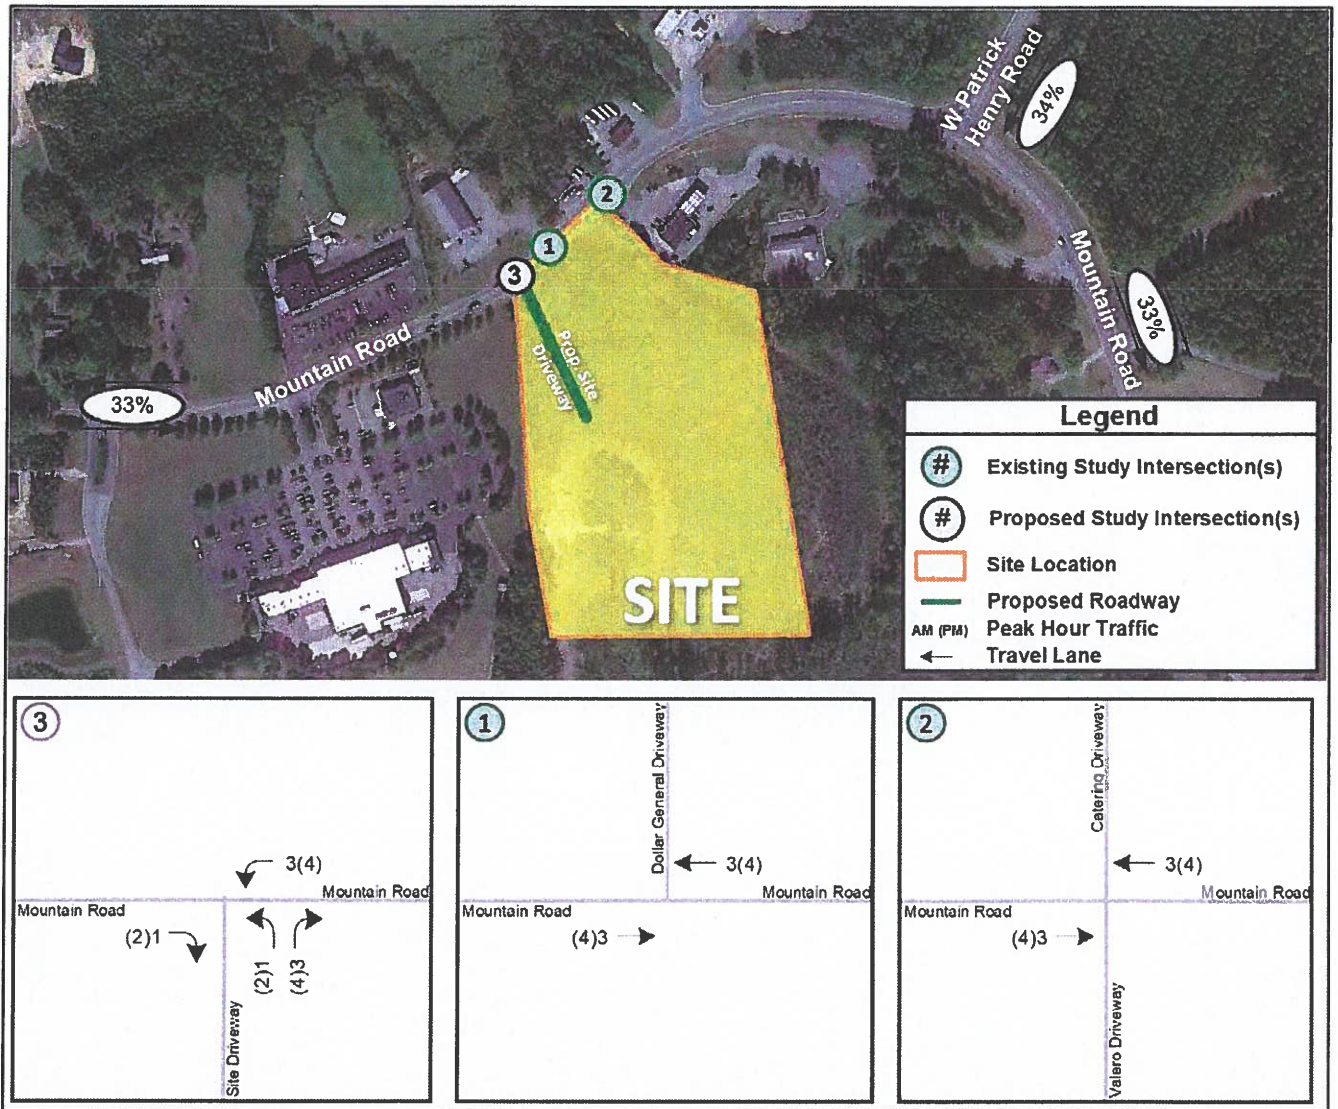 W Patrick
Henry Road
34%
2
1
3
Mountain Road
33%
Mountain Road
33%
Prop. Site
Driveway
SITE
Legend
# Existing Study Intersection(s)
# Proposed Study Intersection(s)
Site Location
Proposed Roadway
AM (PM) Peak Hour Traffic
Travel Lane
3
3(4)
Mountain Road
Mountain Road
(2)1
(2)1
(4)3
Site Driveway
1
Dollar General Driveway
3(4)
Mountain Road
Mountain Road
(4)3
2
Catering Driveway
3(4)
Mountain Road
Mountain Road
(4)3
Valero Driveway